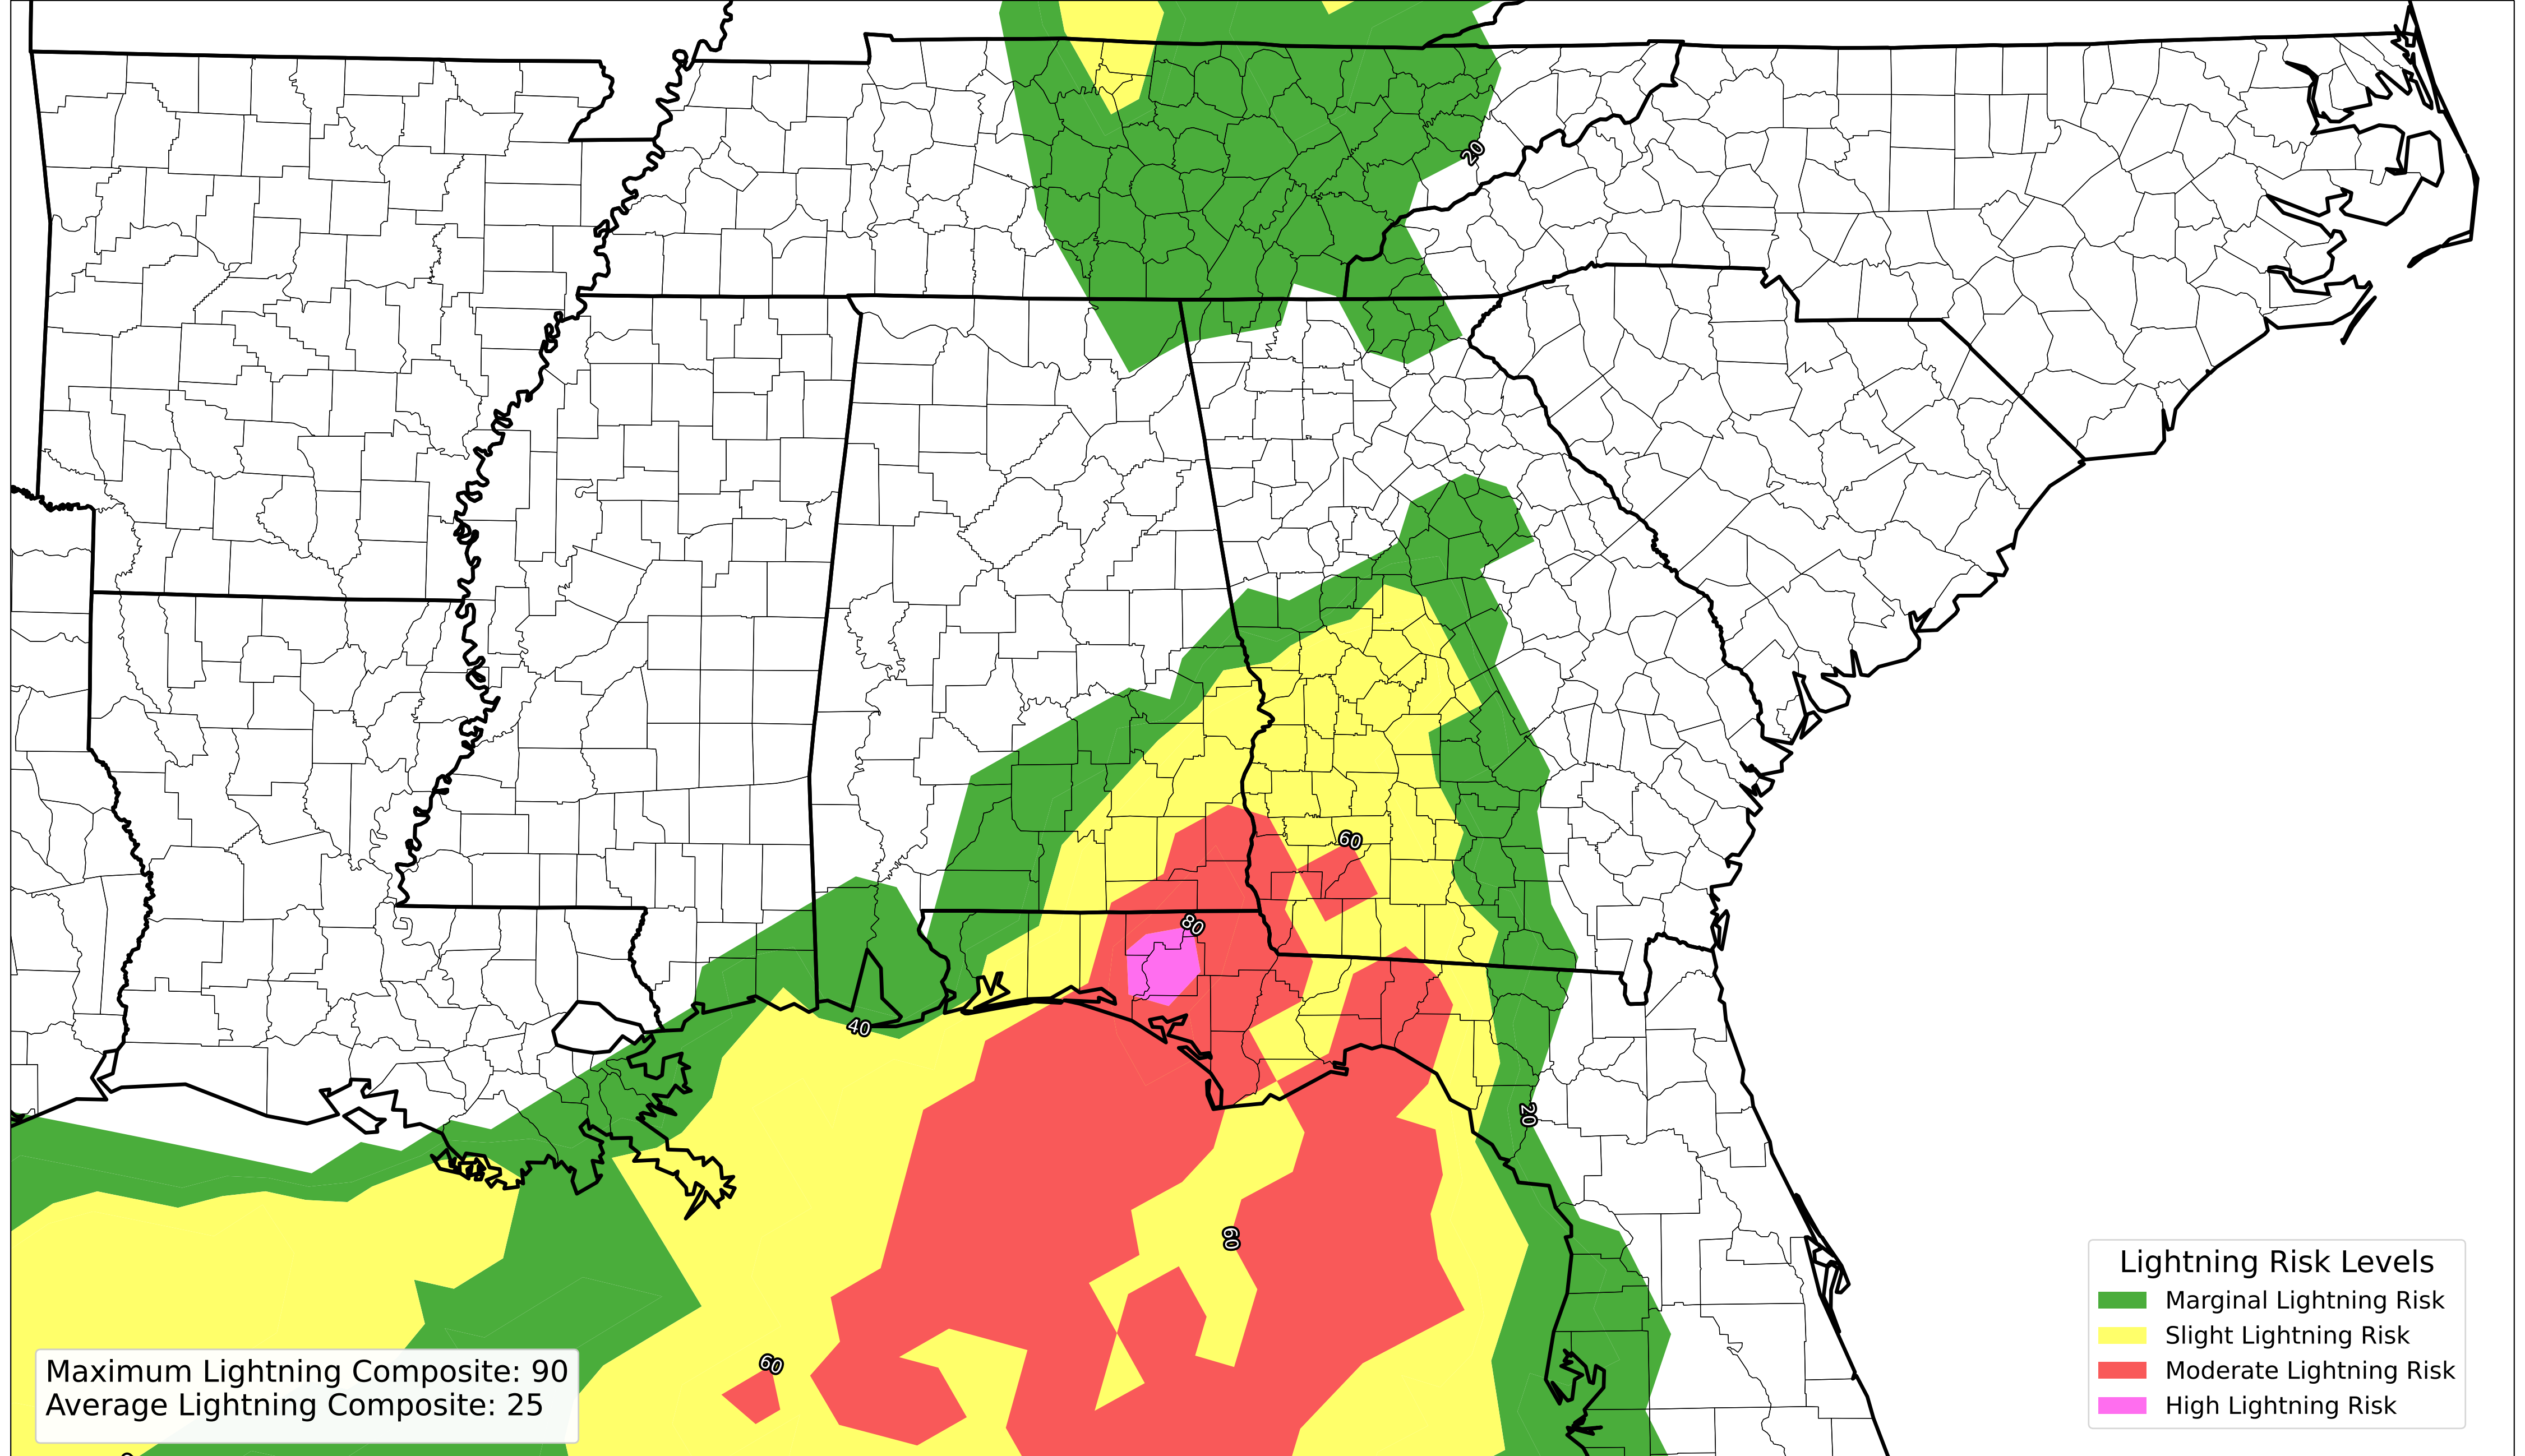 20
60
80
40
20
60
60
Lightning Risk Levels
Marginal Lightning Risk
Slight Lightning Risk
Moderate Lightning Risk
High Lightning Risk
Maximum Lightning Composite: 90
Average Lightning Composite: 25